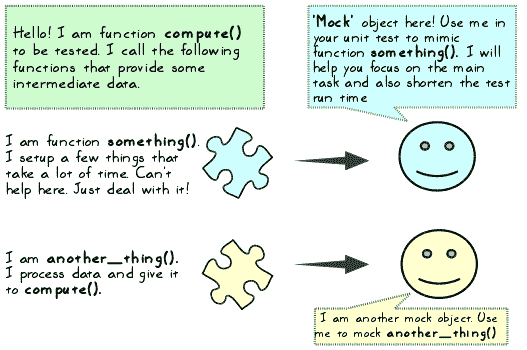 Hello! I am function compute()
to be tested. I call the following
functions that provide some
intermediate data.
'Mock' object here! Use me in
your unit test to mimic
function something(). I will
help you focus on the main
task and also shorten the test
run time
I am function something().
I setup a few things that
take a lot of time. Can't
help here. Just deal with it!
I am another__thing().
I process data and give it
to compute().
I am another mock object. Use
me to mock another__thing()